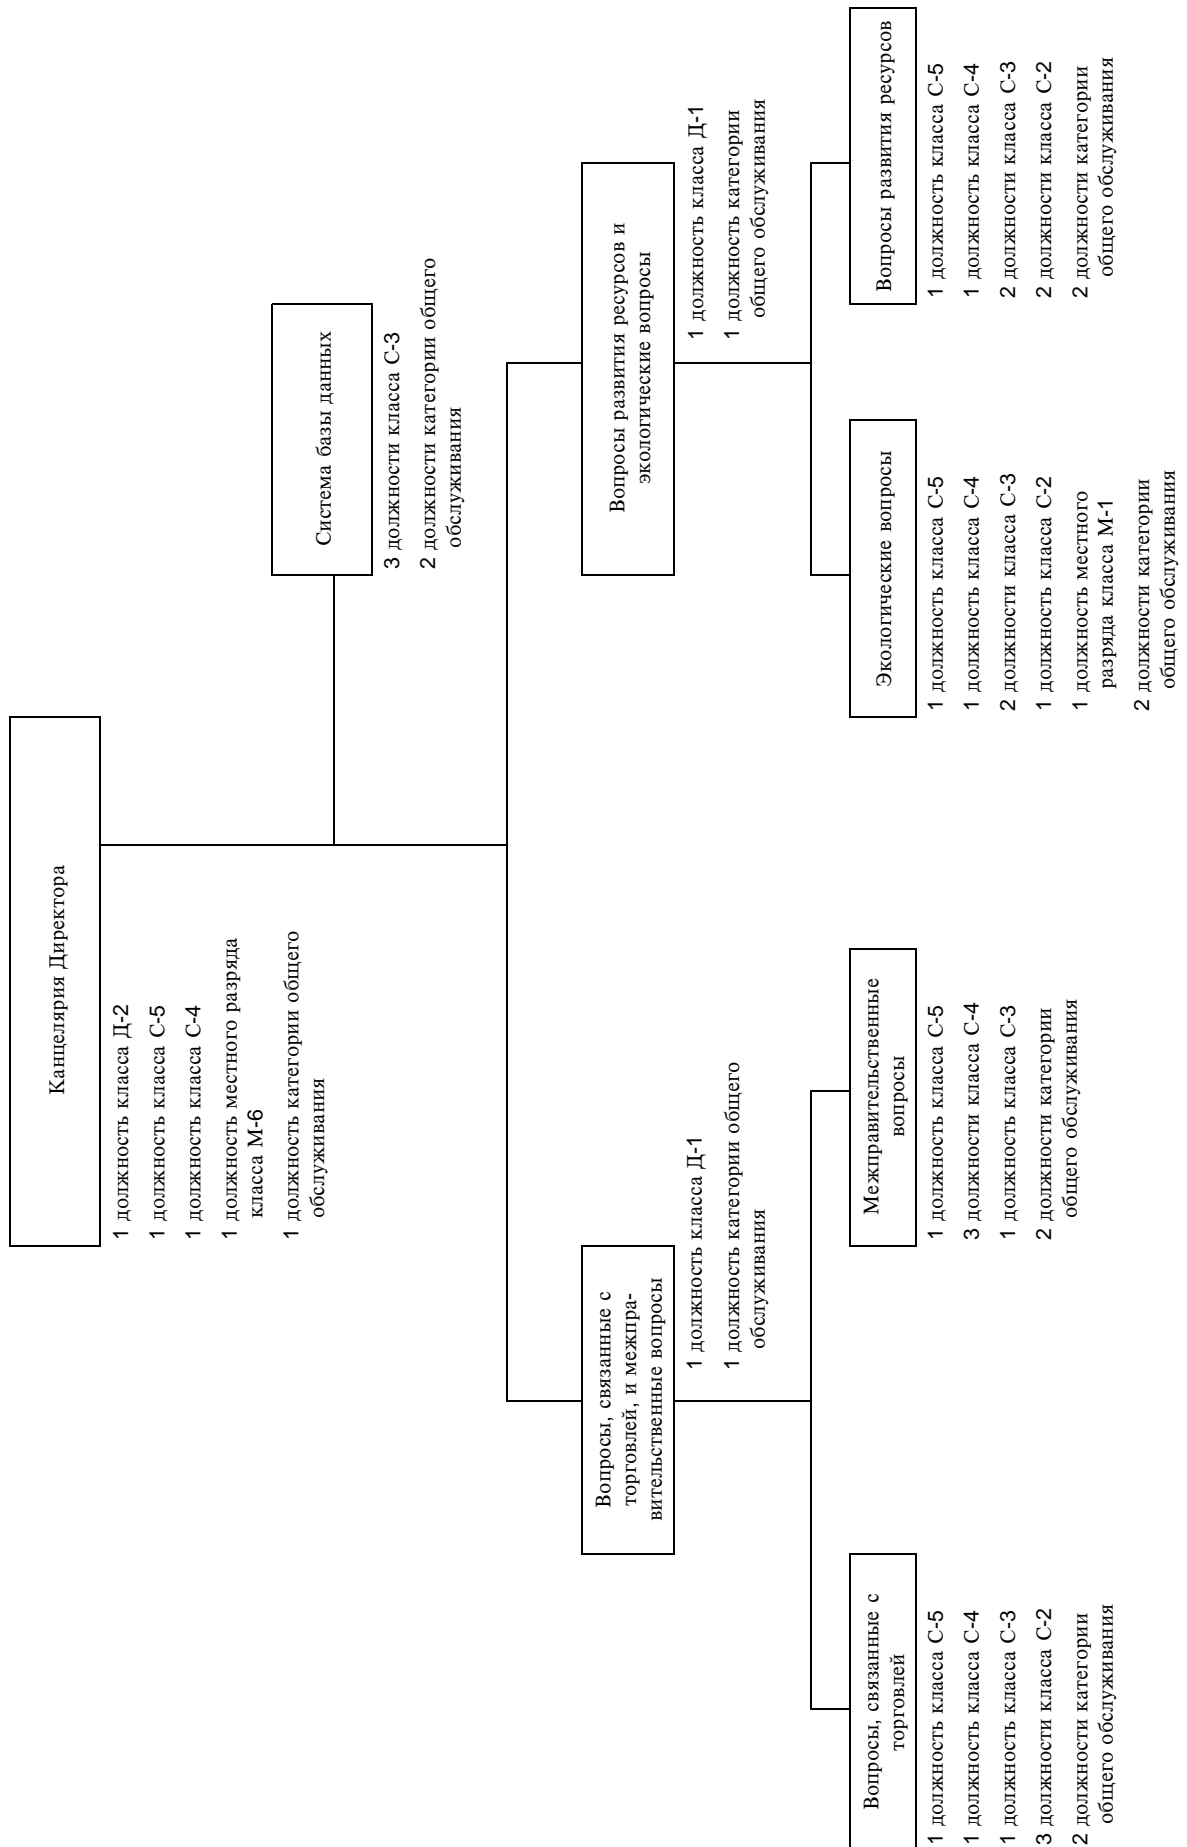 Канцелярия Директора
1 должность класса Д-2
1 должность класса С-5
1 должность класса С-4
1 должность местного разряда
класса М-6
1 должность категории общего
обслуживания
Система базы данных
3 должности класса С-3
2 должности категории общего
обслуживания
Вопросы, связанные с
торговлей, и межпра-
вительственные вопросы
1 должность класса Д-1
1 должность категории общего
обслуживания
Вопросы развития ресурсов и
экологические вопросы
1 должность класса Д-1
1 должность категории
общего обслуживания
Вопросы, связанные с
торговлей
1 должность класса С-5
1 должность класса С-4
1 должность класса С-3
3 должности класса С-2
2 должности категории
общего обслуживания
Межправительственные
вопросы
1 должность класса С-5
3 должности класса С-4
1 должность класса С-3
2 должности категории
общего обслуживания
Экологические вопросы
1 должность класса С-5
1 должность класса С-4
2 должности класса С-3
1 должность класса С-2
1 должность местного
разряда класса М-1
2 должности категории
общего обслуживания
Вопросы развития ресурсов
1 должность класса С-5
1 должность класса С-4
2 должности класса С-3
2 должности класса С-2
2 должности категории
общего обслуживания